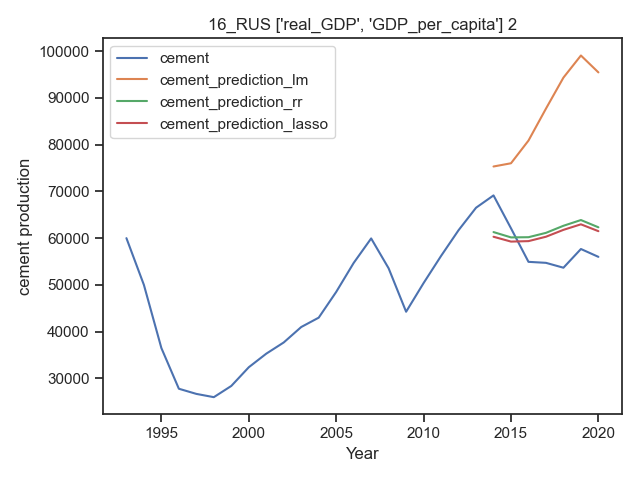 16_RUS ['real_GDP', 'GDP_per_capita'] 2
cement
cement_prediction_lm
cement_prediction_rr
cement_prediction_lasso
100000
90000
80000
70000
60000
50000
40000
30000
cement production
1995
2000
2005
2010
2015
2020
Year